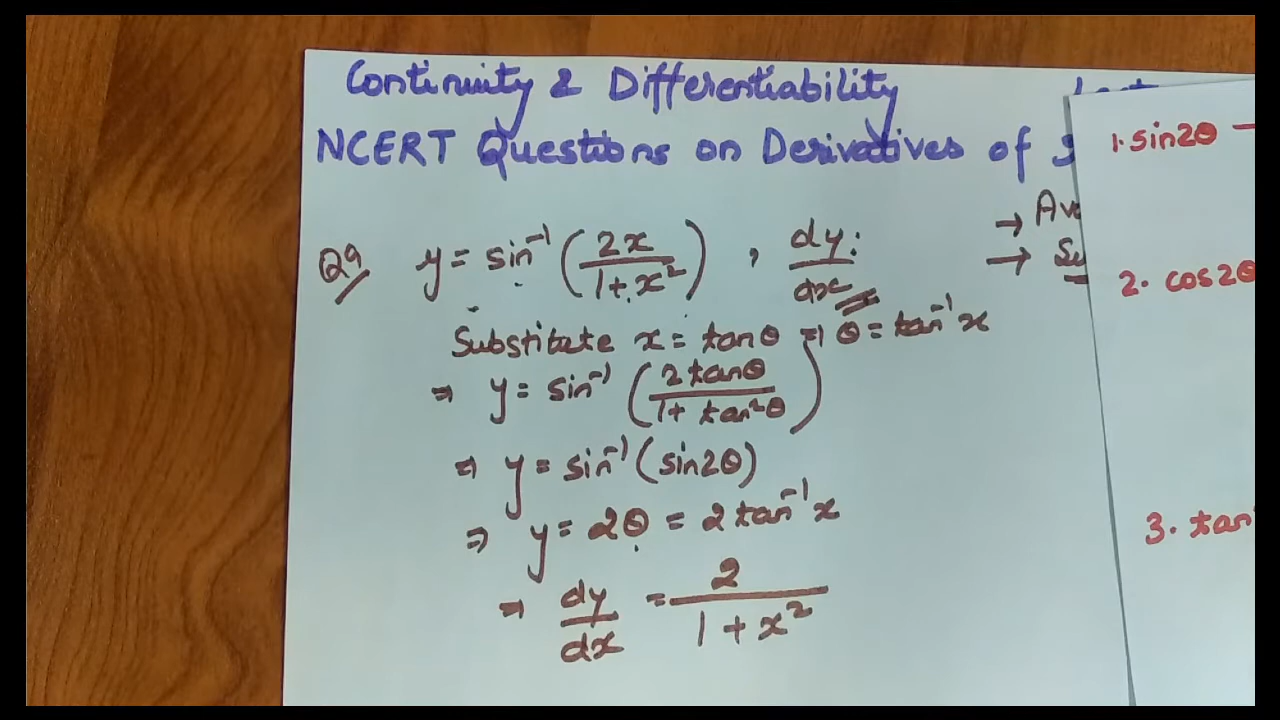 Continuity & Differentiability
NCERT Questions on Derivatives of
Q9 y = sin⁻¹ (2x / 1+x²) , dy/dx
Substitute x = tanθ ⇒ θ = tan⁻¹x
⇒ y = sin⁻¹ (2tanθ / 1+tan²θ)
⇒ y = sin⁻¹(sin2θ)
⇒ y = 2θ = 2tan⁻¹x
⇒ dy/dx = 2 / 1+x²
1. sin2θ
2. cos2θ
3. tan